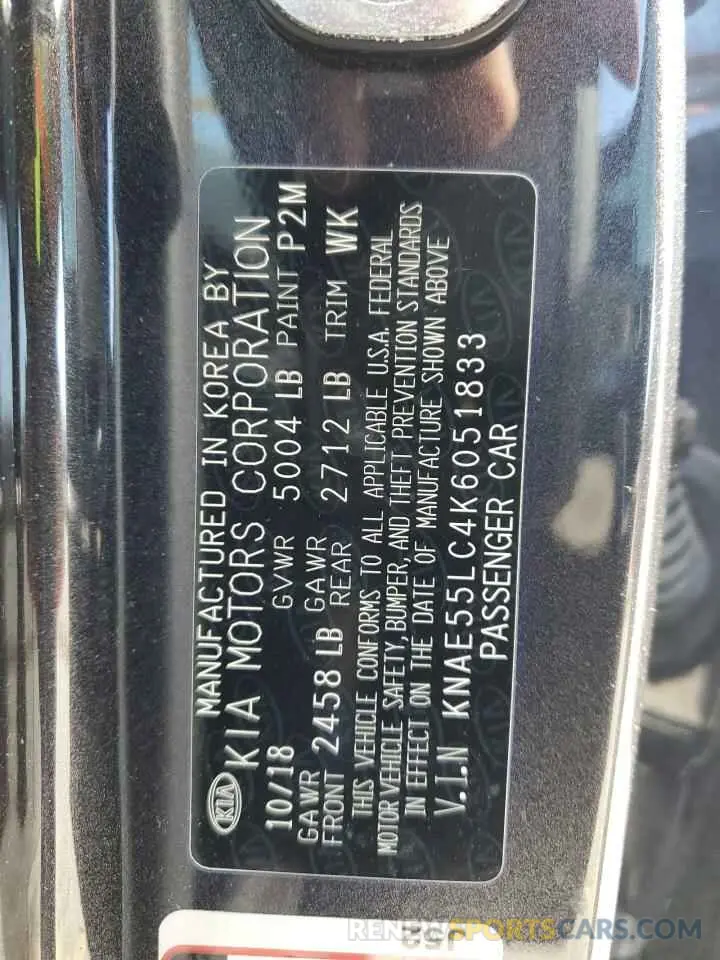 MANUFACTURED IN KOREA BY
KIA KIA MOTORS CORPORATION
10/18 GVWR 5004 LB PAINT P2M
GAWR FRONT 2458 LB GAWR REAR 2712 LB TRIM WK
THIS VEHICLE CONFORMS TO ALL APPLICABLE U.S.A. FEDERAL
MOTOR VEHICLE SAFETY, BUMPER, AND THEFT PREVENTION STANDARDS
IN EFFECT ON THE DATE OF MANUFACTURE SHOWN ABOVE
V.I.N KNAE55LC4K6051833
PASSENGER CAR
RENEWSPORTSCARS.COM